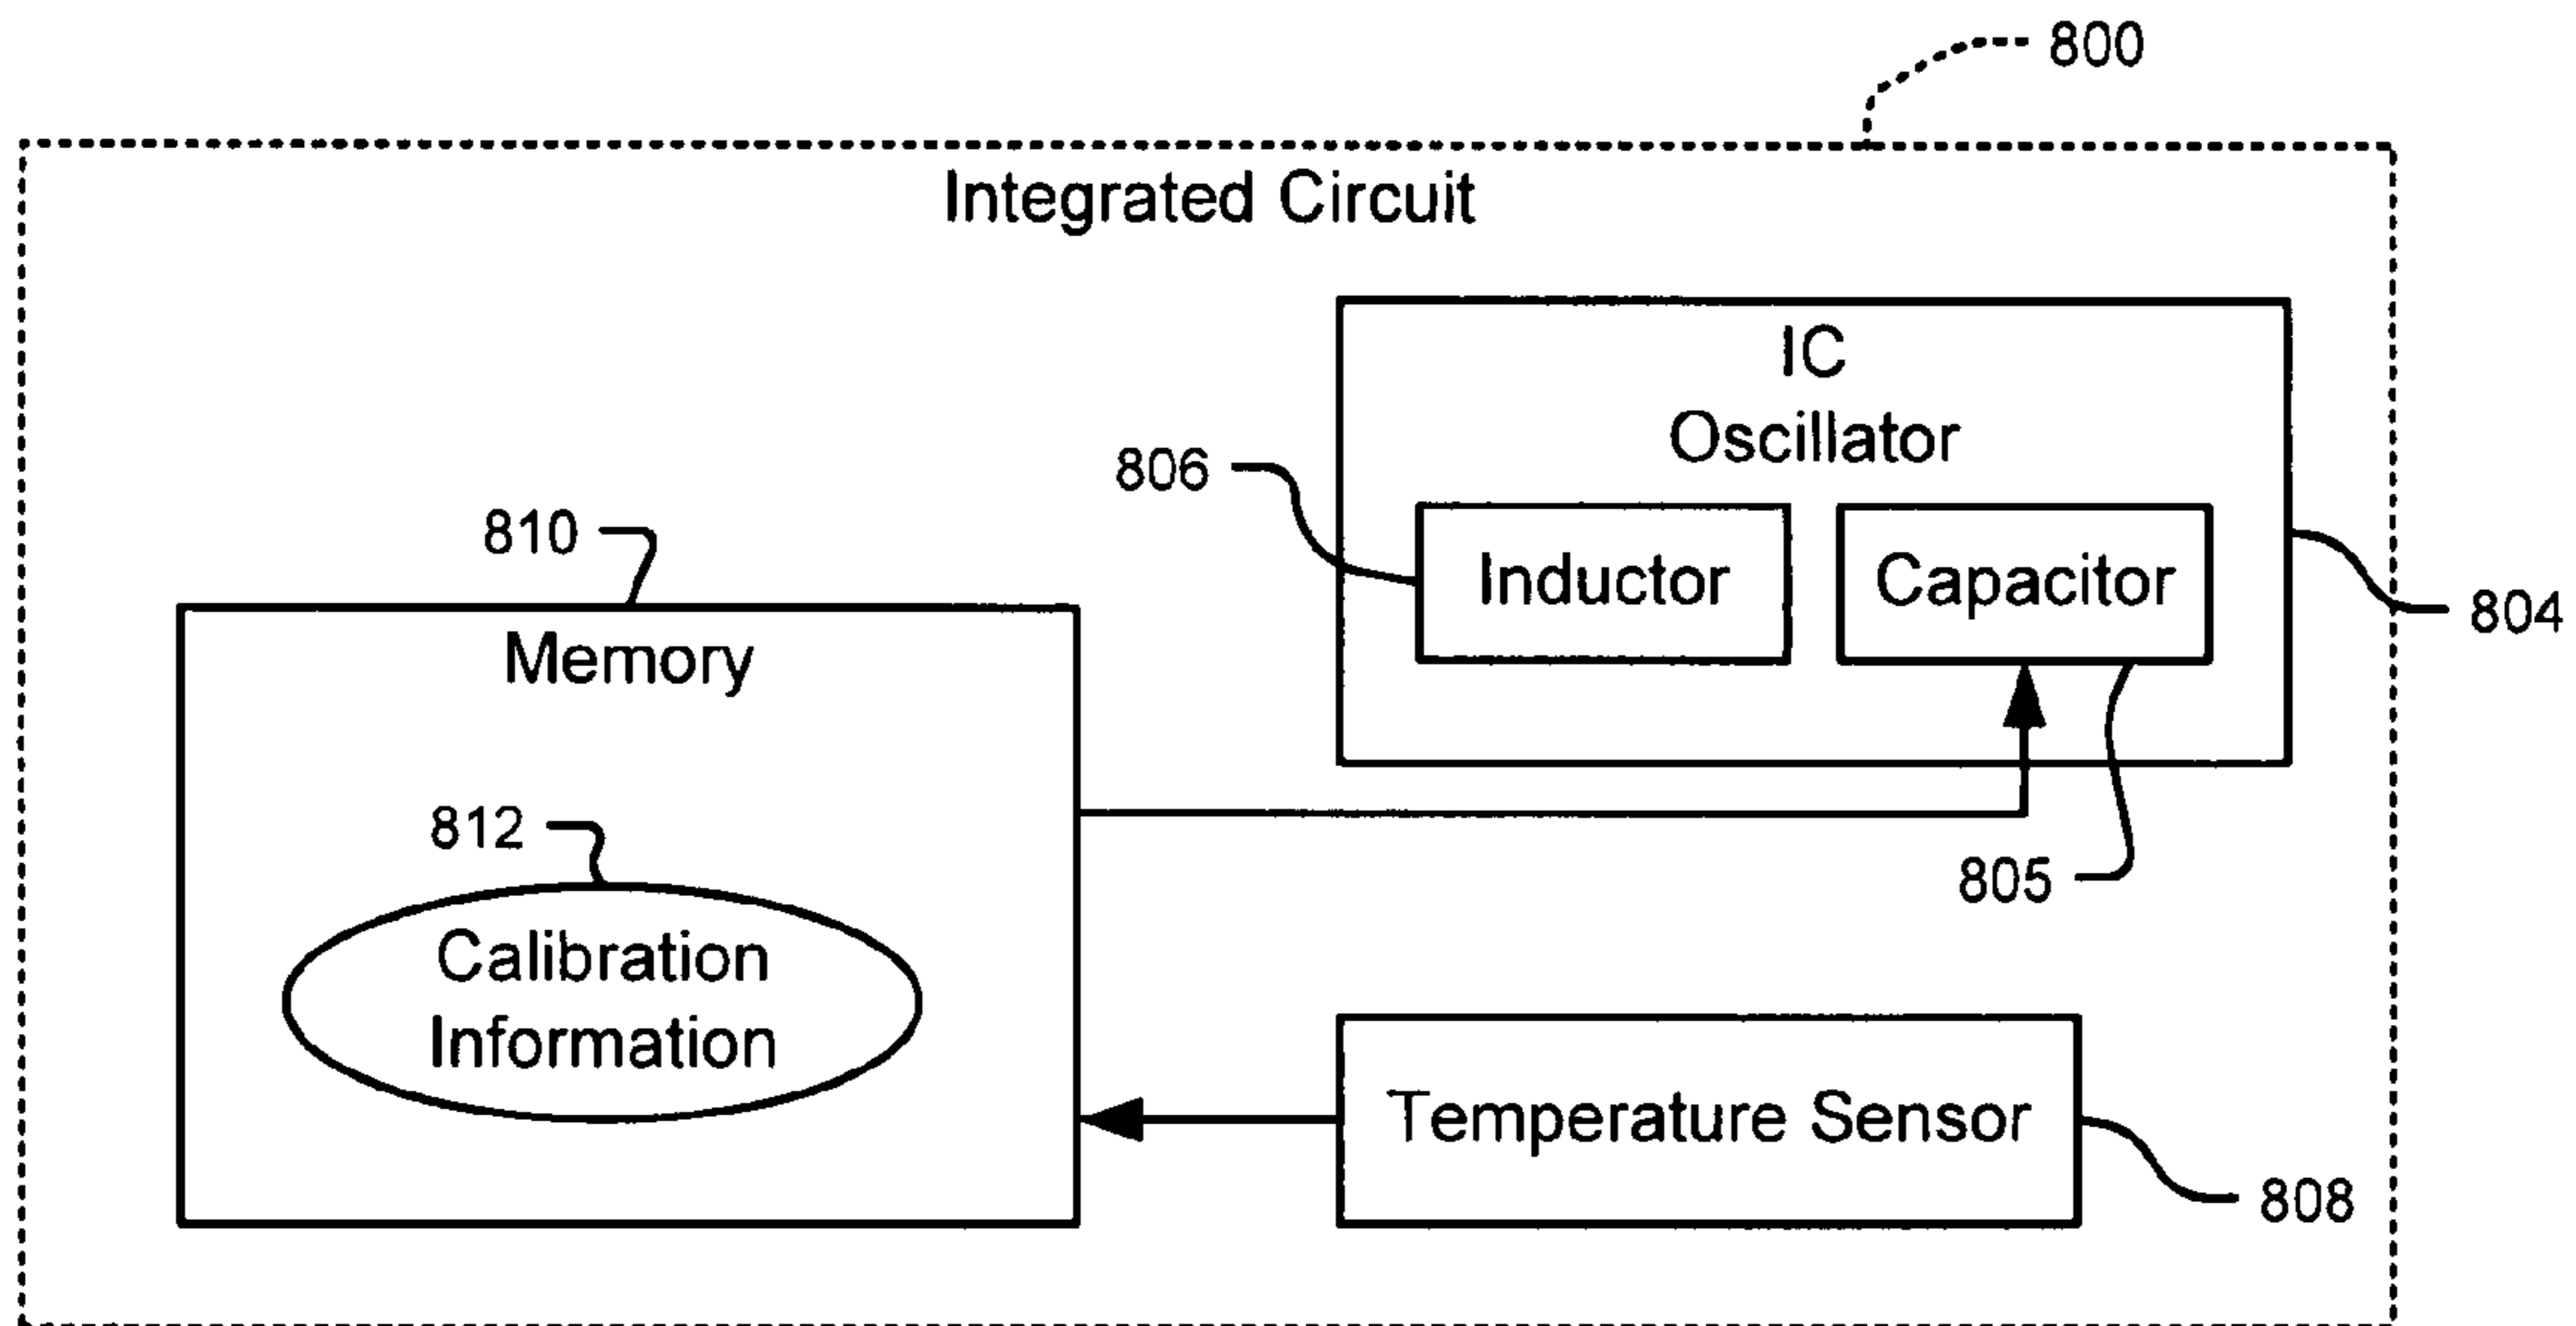 800
Integrated Circuit
IC
Oscillator
806
Inductor
Capacitor
804
810
Memory
812
805
Calibration
Information
Temperature Sensor
808